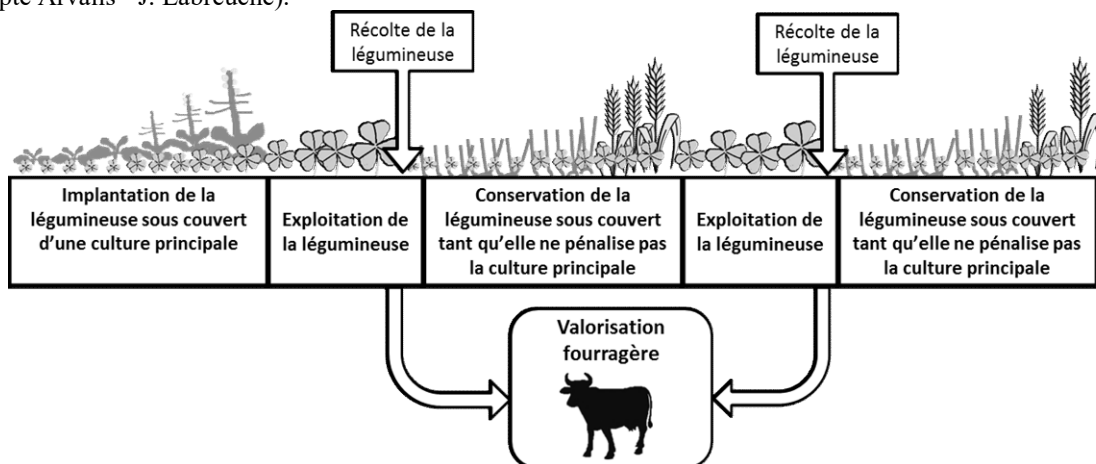 Récolte de la
légumineuse
Récolte de la
légumineuse
Implantation de la
légumineuse sous couvert
d'une culture principale
Exploitation de
la légumineuse
Conservation de la
légumineuse sous couvert
tant qu'elle ne pénalise pas
la culture principale
Exploitation de
la légumineuse
Conservation de la
légumineuse sous couvert
tant qu'elle ne pénalise pas
la culture principale
Valorisation
fourragère